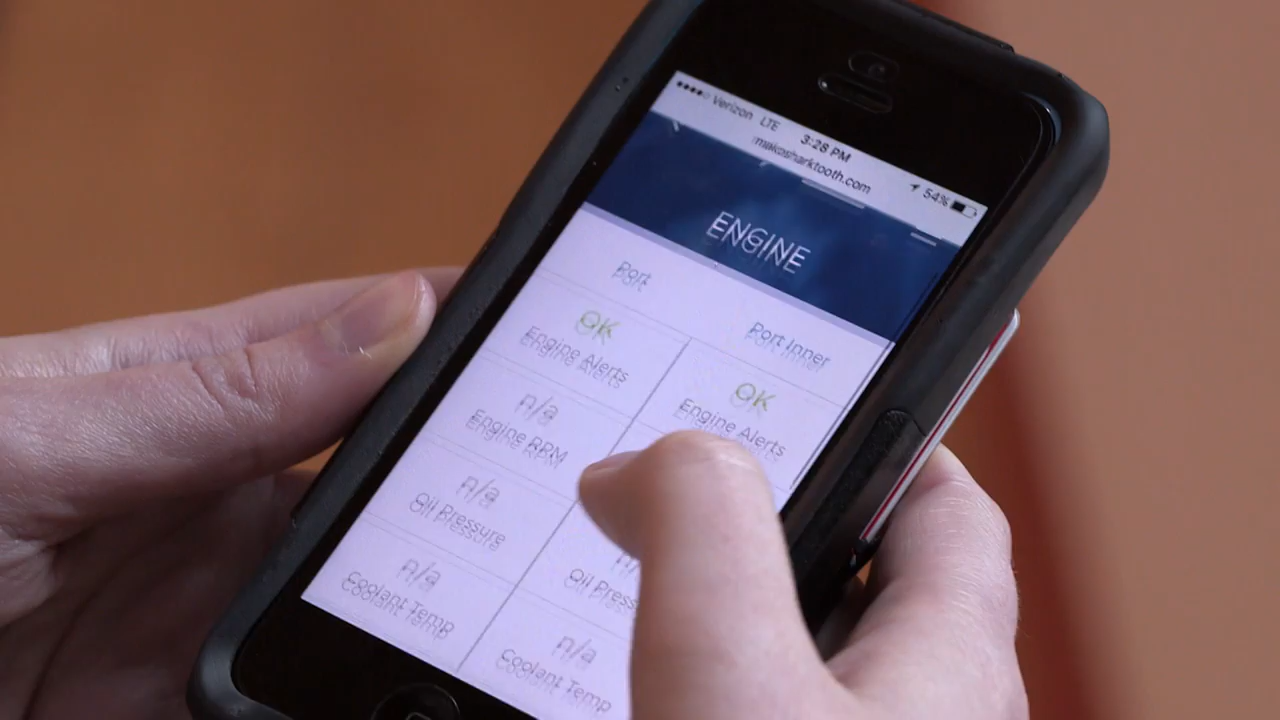 Verizon LTE 3:28 PM 54%
makosharktooth.com
ENGINE
Port Port Inner
OK OK
Engine Alerts Engine Alerts
n/a
Engine RPM
n/a
Oil Pressure Oil Press
n/a n/a
Coolant Temp Coolant Temp